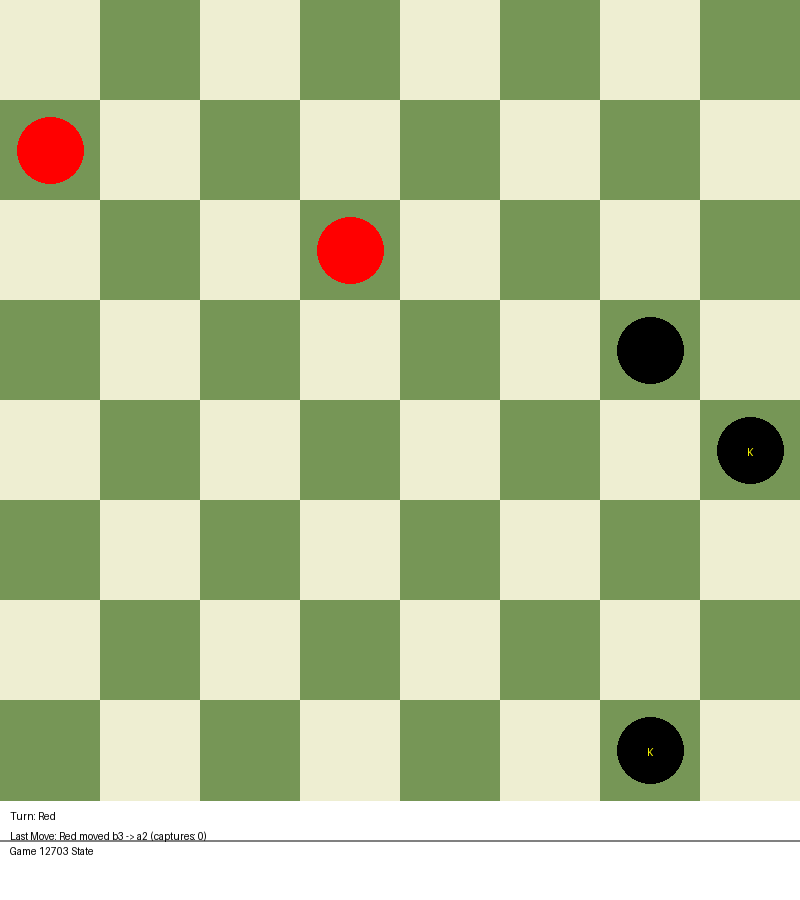 K
K
Turn: Red
Last Move: Red moved b3 -> a2 (captures: 0)
Game 12703 State